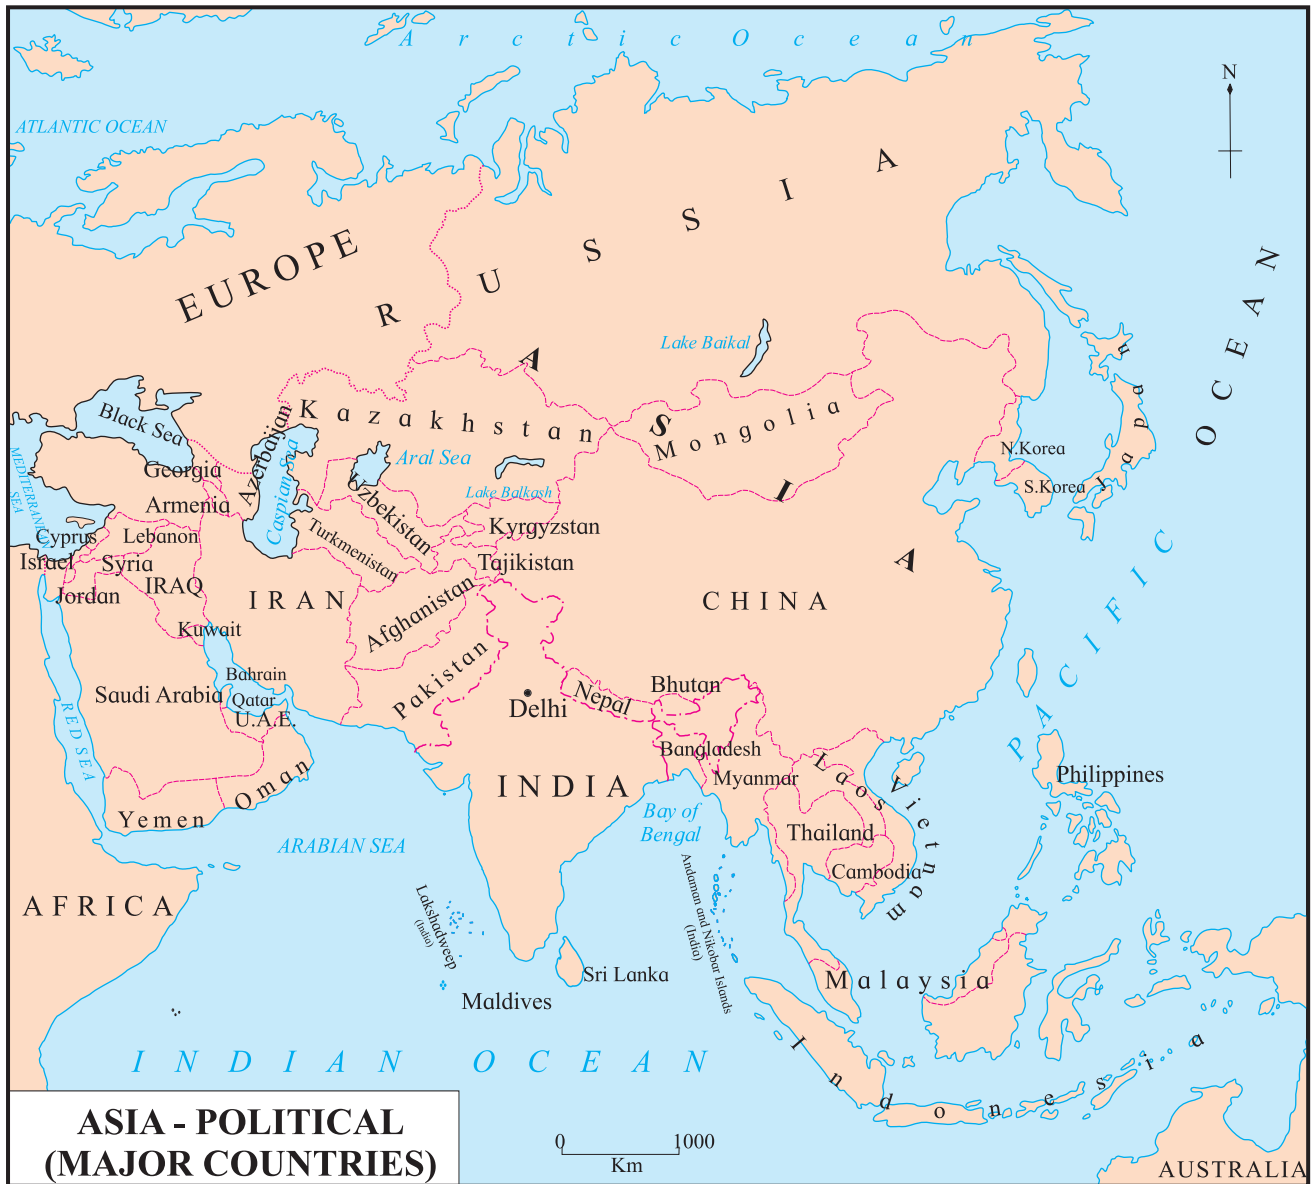 Arctic Ocean
N
ATLANTIC OCEAN
EUROPE
RUSSIA
ASIA
PACIFIC OCEAN
Lake Baikal
Black Sea
Kazakhstan
Mongolia
Japan
MEDITERRANEAN
SEA
Georgia
Azerbaijan
Caspian Sea
Aral Sea
Lake Balkash
N.Korea
S.Korea
Armenia
Uzbekistan
Kyrgyzstan
Cyprus
Lebanon
Turkmenistan
Israel
Syria
Tajikistan
Jordan
IRAQ
IRAN
Afghanistan
CHINA
Kuwait
Pakistan
Bahrain
Saudi Arabia
Qatar
U.A.E.
RED SEA
Delhi
Nepal
Bhutan
Bangladesh
Myanmar
Laos
Vietnam
Philippines
INDIA
Oman
Yemen
Bay of
Bengal
Thailand
ARABIAN SEA
Cambodia
AFRICA
Lakshadweep
(India)
Andaman and Nikobar Islands
(India)
Sri Lanka
Malaysia
Maldives
INDIAN OCEAN
Indonesia
ASIA - POLITICAL
(MAJOR COUNTRIES)
0 1000
Km
AUSTRALIA